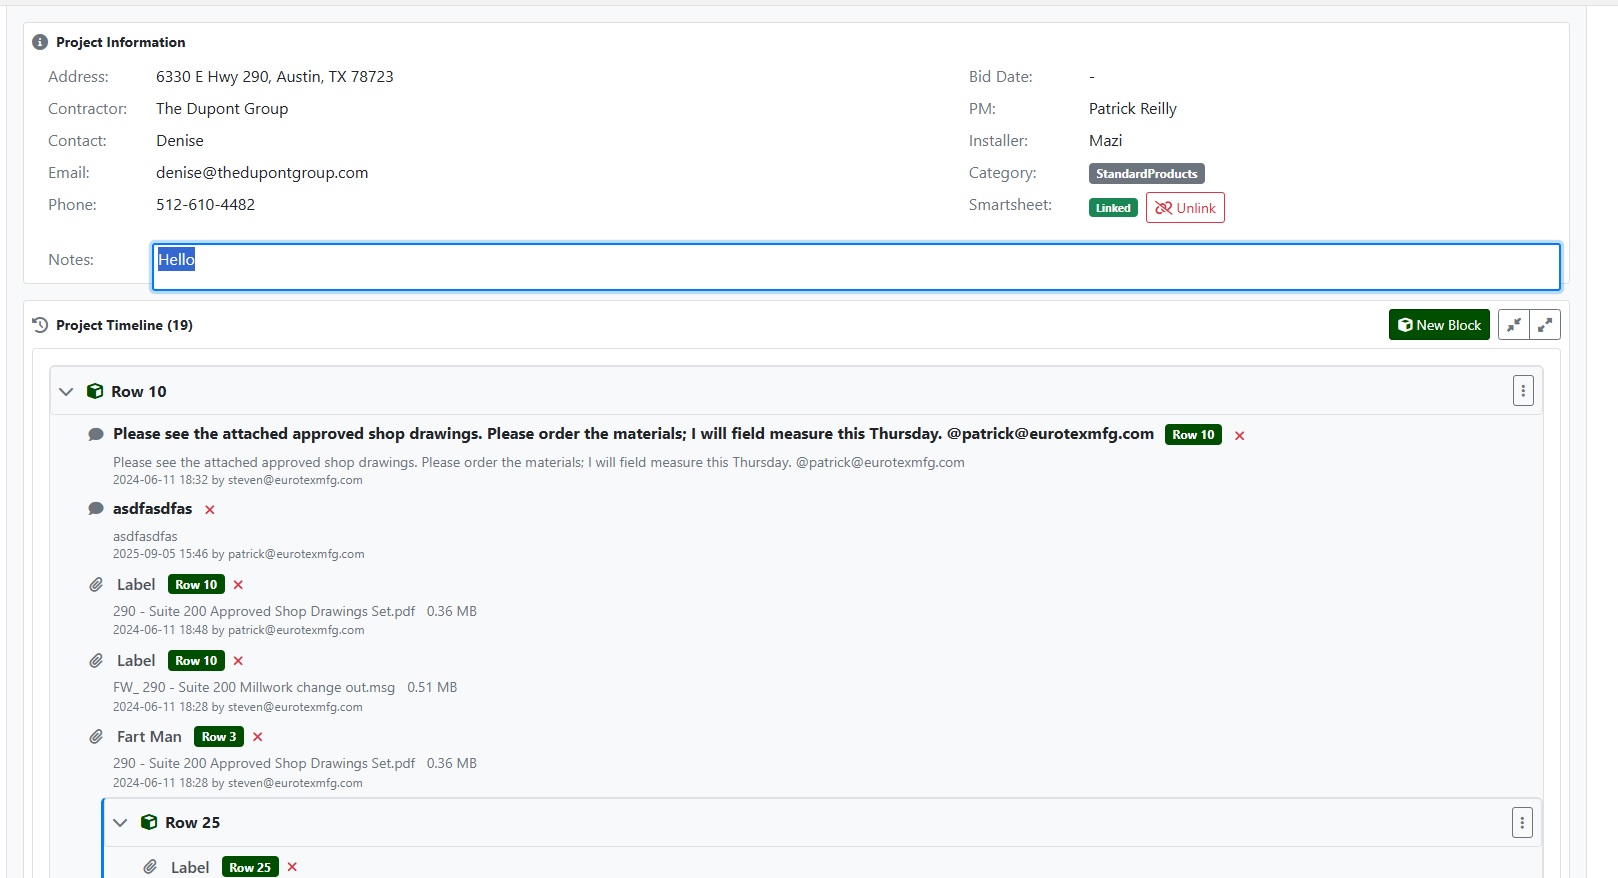 Project Information
Address: 6330 E Hwy 290, Austin, TX 78723
Bid Date: -
Contractor: The Dupont Group
PM: Patrick Reilly
Contact: Denise
Installer: Mazi
Email: denise@thedupontgroup.com
Category: StandardProducts
Phone: 512-610-4482
Smartsheet: Linked Unlink
Notes: Hello
Project Timeline (19) New Block
Row 10
Please see the attached approved shop drawings. Please order the materials; I will field measure this Thursday. @patrick@eurotexmfg.com Row 10
Please see the attached approved shop drawings. Please order the materials; I will field measure this Thursday. @patrick@eurotexmfg.com
2024-06-11 18:32 by steven@eurotexmfg.com
asdfasdfas
asdfasdfas
2025-09-05 15:46 by patrick@eurotexmfg.com
Label Row 10
290 - Suite 200 Approved Shop Drawings Set.pdf 0.36 MB
2024-06-11 18:48 by patrick@eurotexmfg.com
Label Row 10
FW_ 290 - Suite 200 Millwork change out.msg 0.51 MB
2024-06-11 18:28 by steven@eurotexmfg.com
Fart Man Row 3
290 - Suite 200 Approved Shop Drawings Set.pdf 0.36 MB
2024-06-11 18:28 by steven@eurotexmfg.com
Row 25
Label Row 25